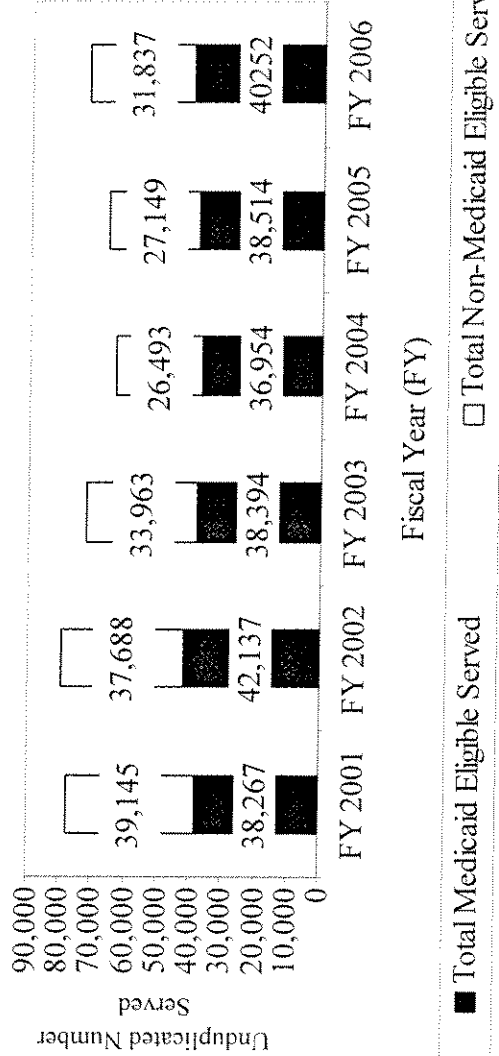 Unduplicated Number
Served
90,000
80,000
70,000
60,000
50,000
40,000
30,000
20,000
10,000
0
39,145
37,688
33,963
26,493
27,149
31,837
38,267
42,137
38,394
36,954
38,514
40252
FY 2001
FY 2002
FY 2003
FY 2004
FY 2005
FY 2006
Fiscal Year (FY)
Total Medicaid Eligible Served
Total Non-Medicaid Eligible Serv